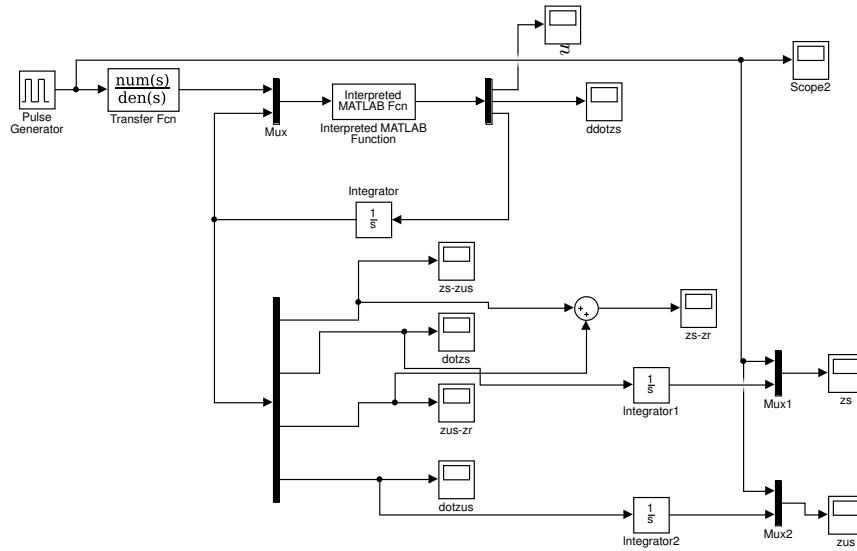 u
Scope2
num(s)
den(s)
Pulse
Generator
Transfer Fcn
Mux
Interpreted
MATLAB Fcn
Interpreted MATLAB
Function
ddotzs
Integrator
1
s
zs-zus
+
+
zs-zr
dotzs
1
s
Integrator1
Mux1
zs
zus-zr
dotzus
1
s
Integrator2
Mux2
zus